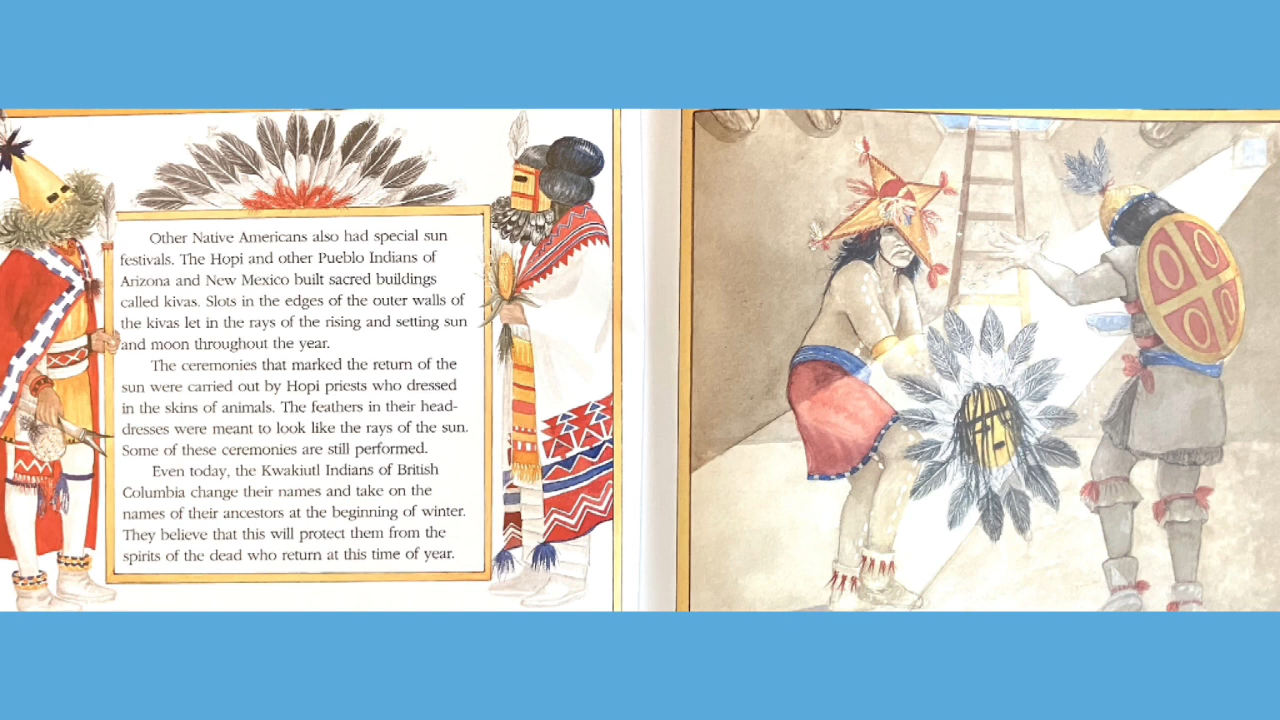 Other Native Americans also had special sun
festivals. The Hopi and other Pueblo Indians of
Arizona and New Mexico built sacred buildings
called kivas. Slots in the edges of the outer walls of
the kivas let in the rays of the rising and setting sun
and moon throughout the year.
The ceremonies that marked the return of the
sun were carried out by Hopi priests who dressed
in the skins of animals. The feathers in their head-
dresses were meant to look like the rays of the sun.
Some of these ceremonies are still performed.
Even today, the Kwakiutl Indians of British
Columbia change their names and take on the
names of their ancestors at the beginning of winter.
They believe that this will protect them from the
spirits of the dead who return at this time of year.